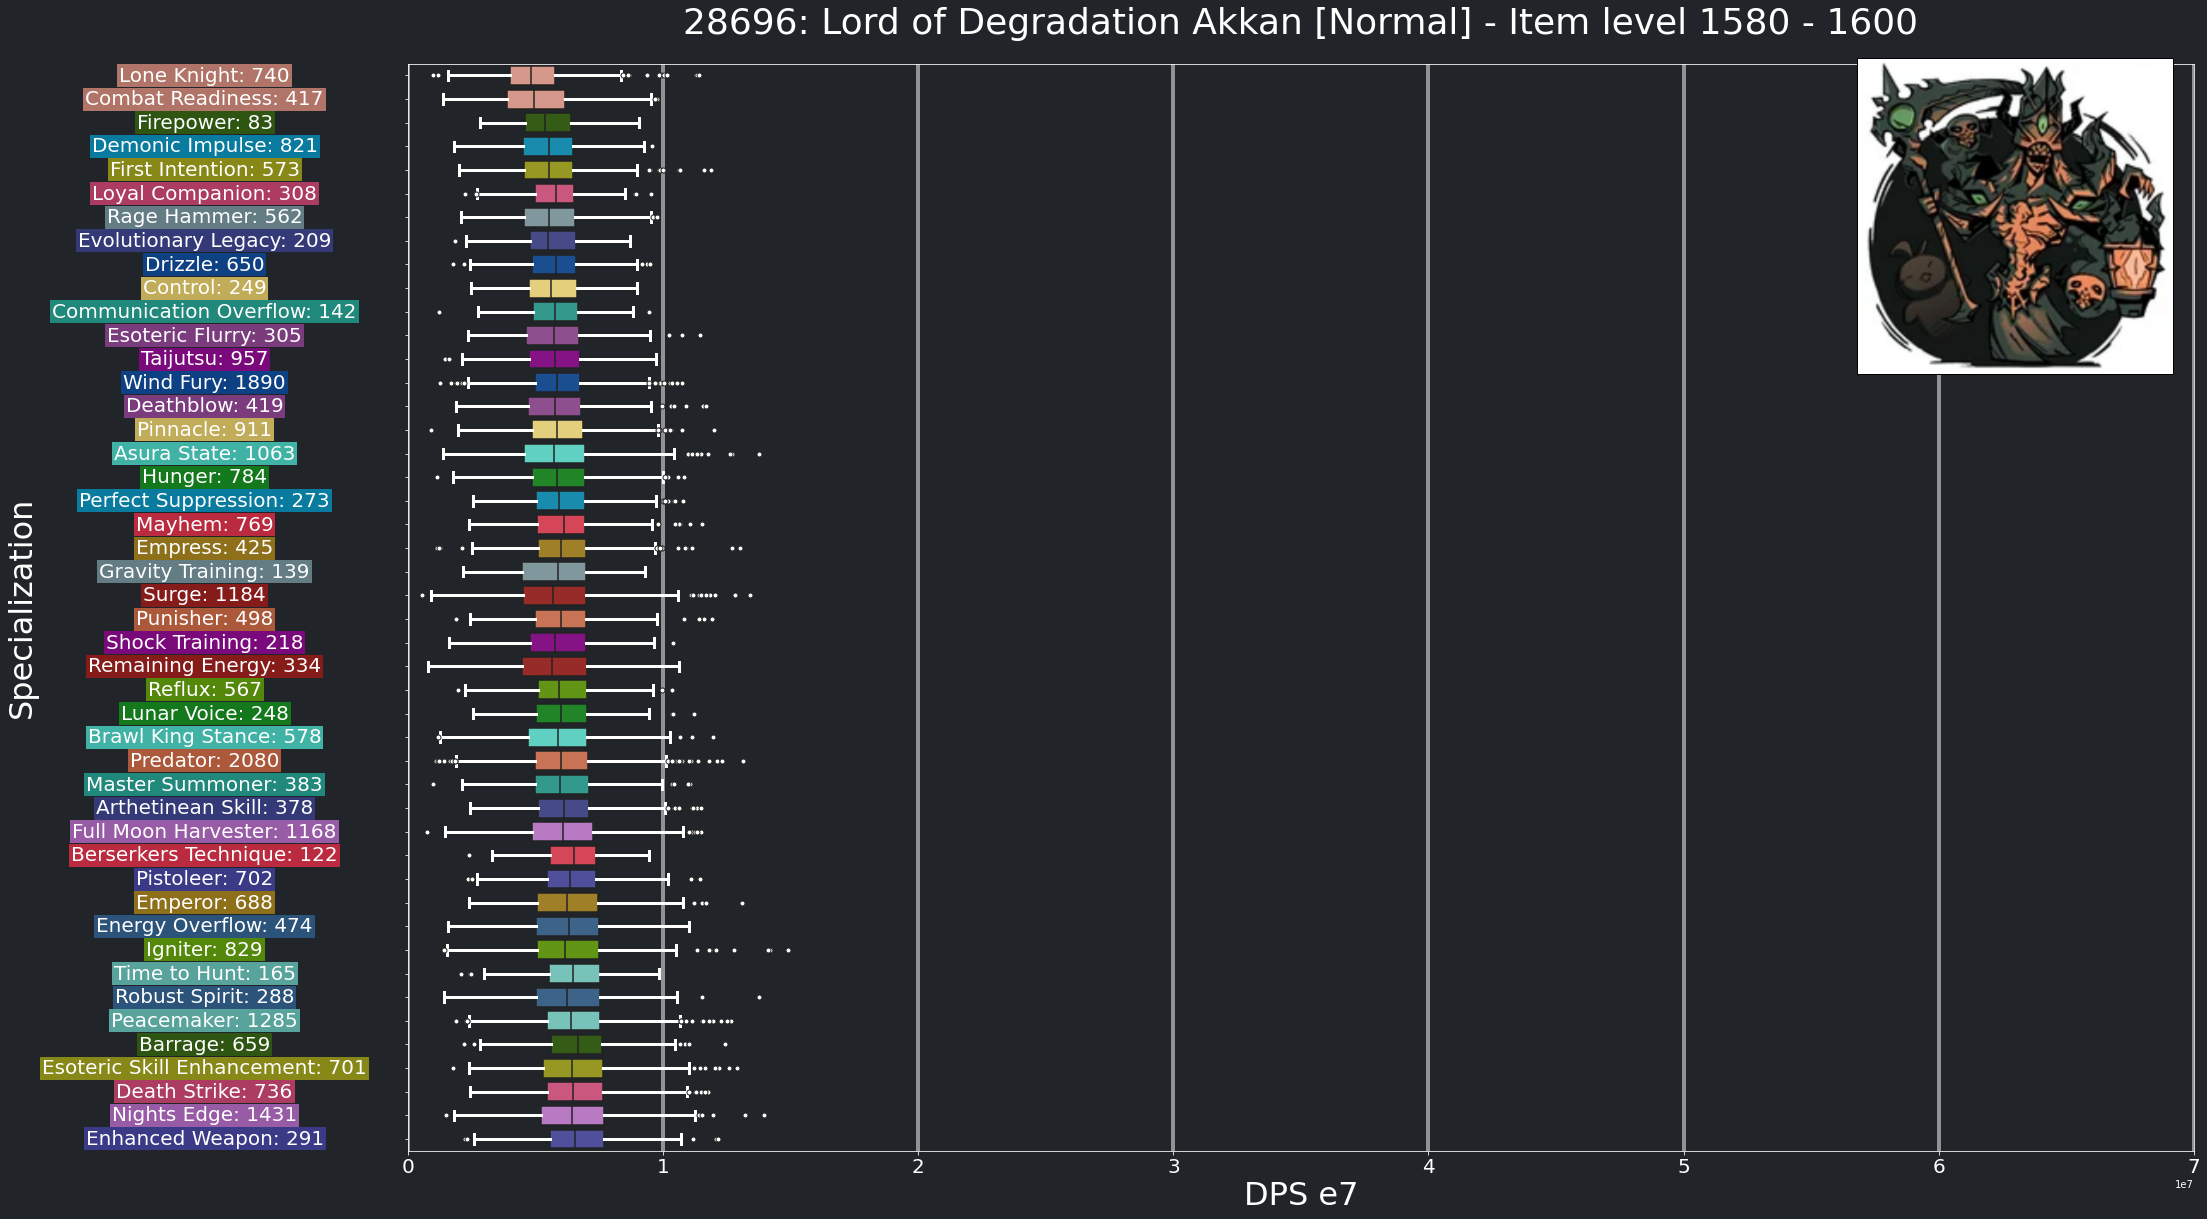 28696: Lord of Degradation Akkan [Normal] - Item level 1580 - 1600
Specialization
Lone Knight: 740
Combat Readiness: 417
Firepower: 83
Demonic Impulse: 821
First Intention: 573
Loyal Companion: 308
Rage Hammer: 562
Evolutionary Legacy: 209
Drizzle: 650
Control: 249
Communication Overflow: 142
Esoteric Flurry: 305
Taijutsu: 957
Wind Fury: 1890
Deathblow: 419
Pinnacle: 911
Asura State: 1063
Hunger: 784
Perfect Suppression: 273
Mayhem: 769
Empress: 425
Gravity Training: 139
Surge: 1184
Punisher: 498
Shock Training: 218
Remaining Energy: 334
Reflux: 567
Lunar Voice: 248
Brawl King Stance: 578
Predator: 2080
Master Summoner: 383
Arthetinean Skill: 378
Full Moon Harvester: 1168
Berserkers Technique: 122
Pistoleer: 702
Emperor: 688
Energy Overflow: 474
Igniter: 829
Time to Hunt: 165
Robust Spirit: 288
Peacemaker: 1285
Barrage: 659
Esoteric Skill Enhancement: 701
Death Strike: 736
Nights Edge: 1431
Enhanced Weapon: 291
0 1 2 3 4 5 6 7
1e7
DPS e7